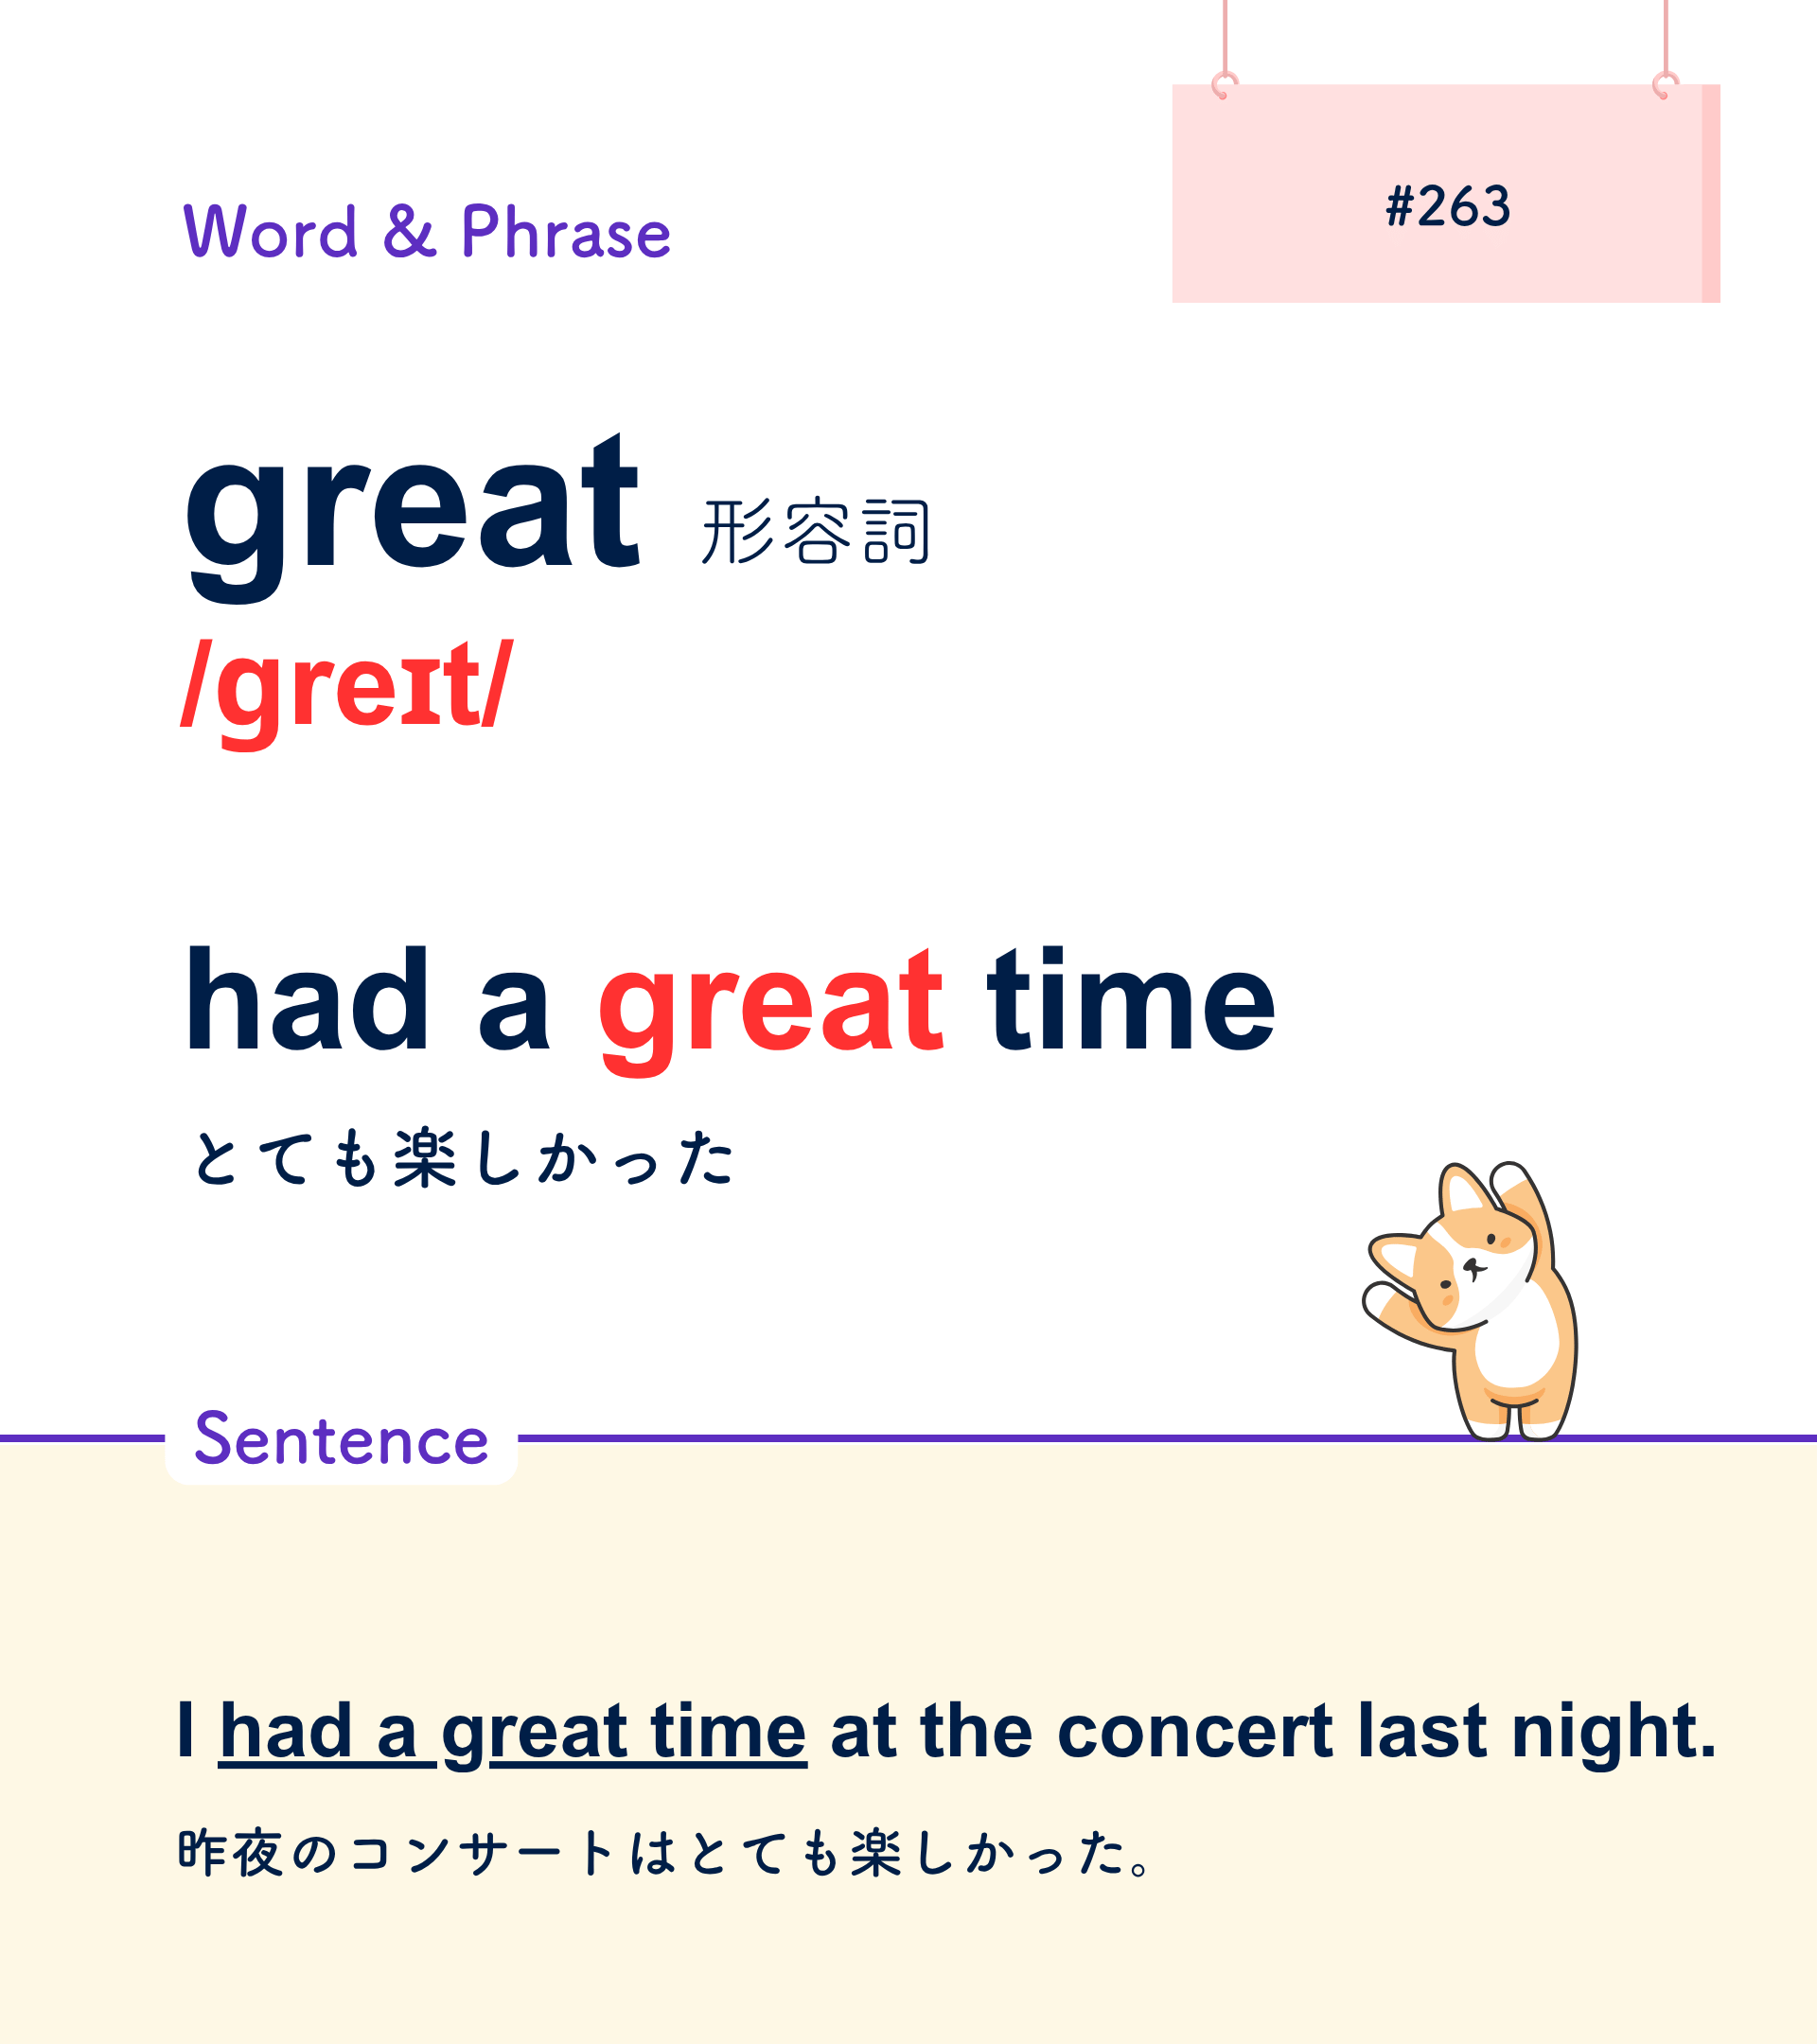 #263
Word & Phrase
great 形容詞
/greɪt/
had a great time
とても楽しかった
Sentence
I had a great time at the concert last night.
昨夜のコンサートはとても楽しかった。